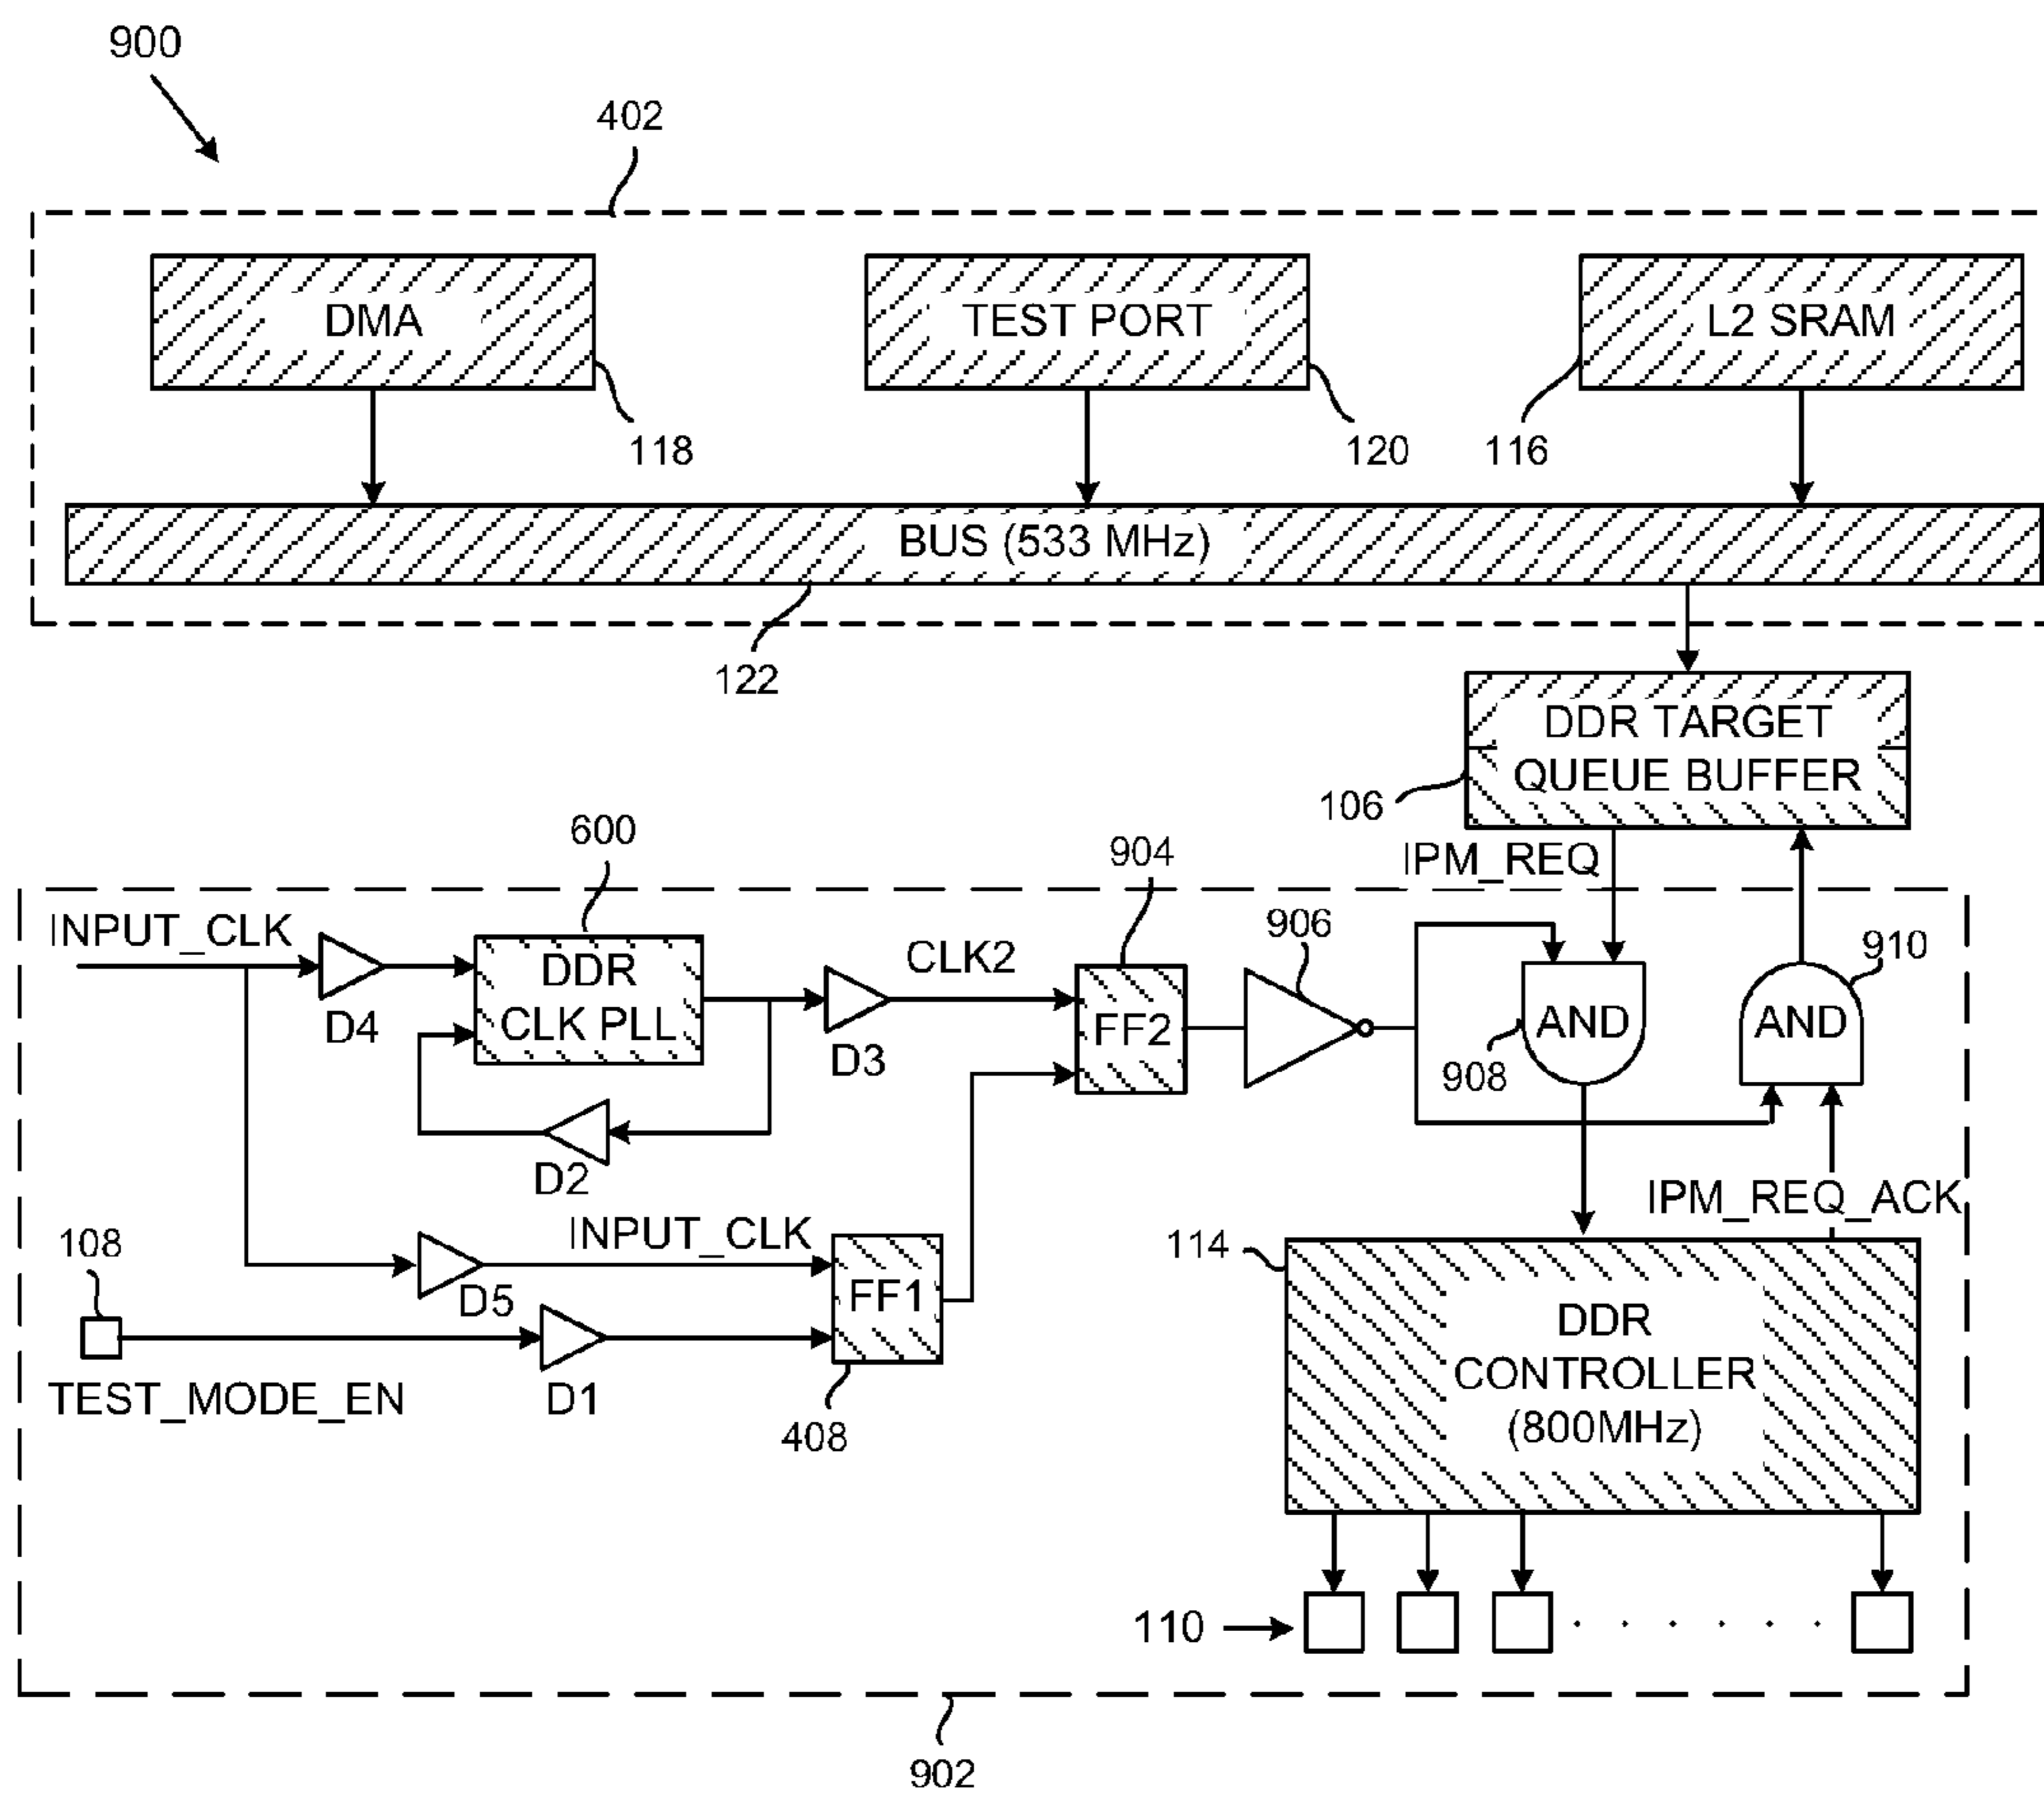 900
402
DMA
TEST PORT
L2 SRAM
118
120
116
BUS (533 MHz)
122
DDR TARGET
QUEUE BUFFER
106
600
904
IPM_REQ
906
910
INPUT_CLK
DDR
CLK PLL
D4
CLK2
D3
FF2
AND
AND
908
D2
IPM_REQ_ACK
108
INPUT_CLK
114
D5
FF1
TEST_MODE_EN
D1
408
DDR
CONTROLLER
(800MHz)
110
902